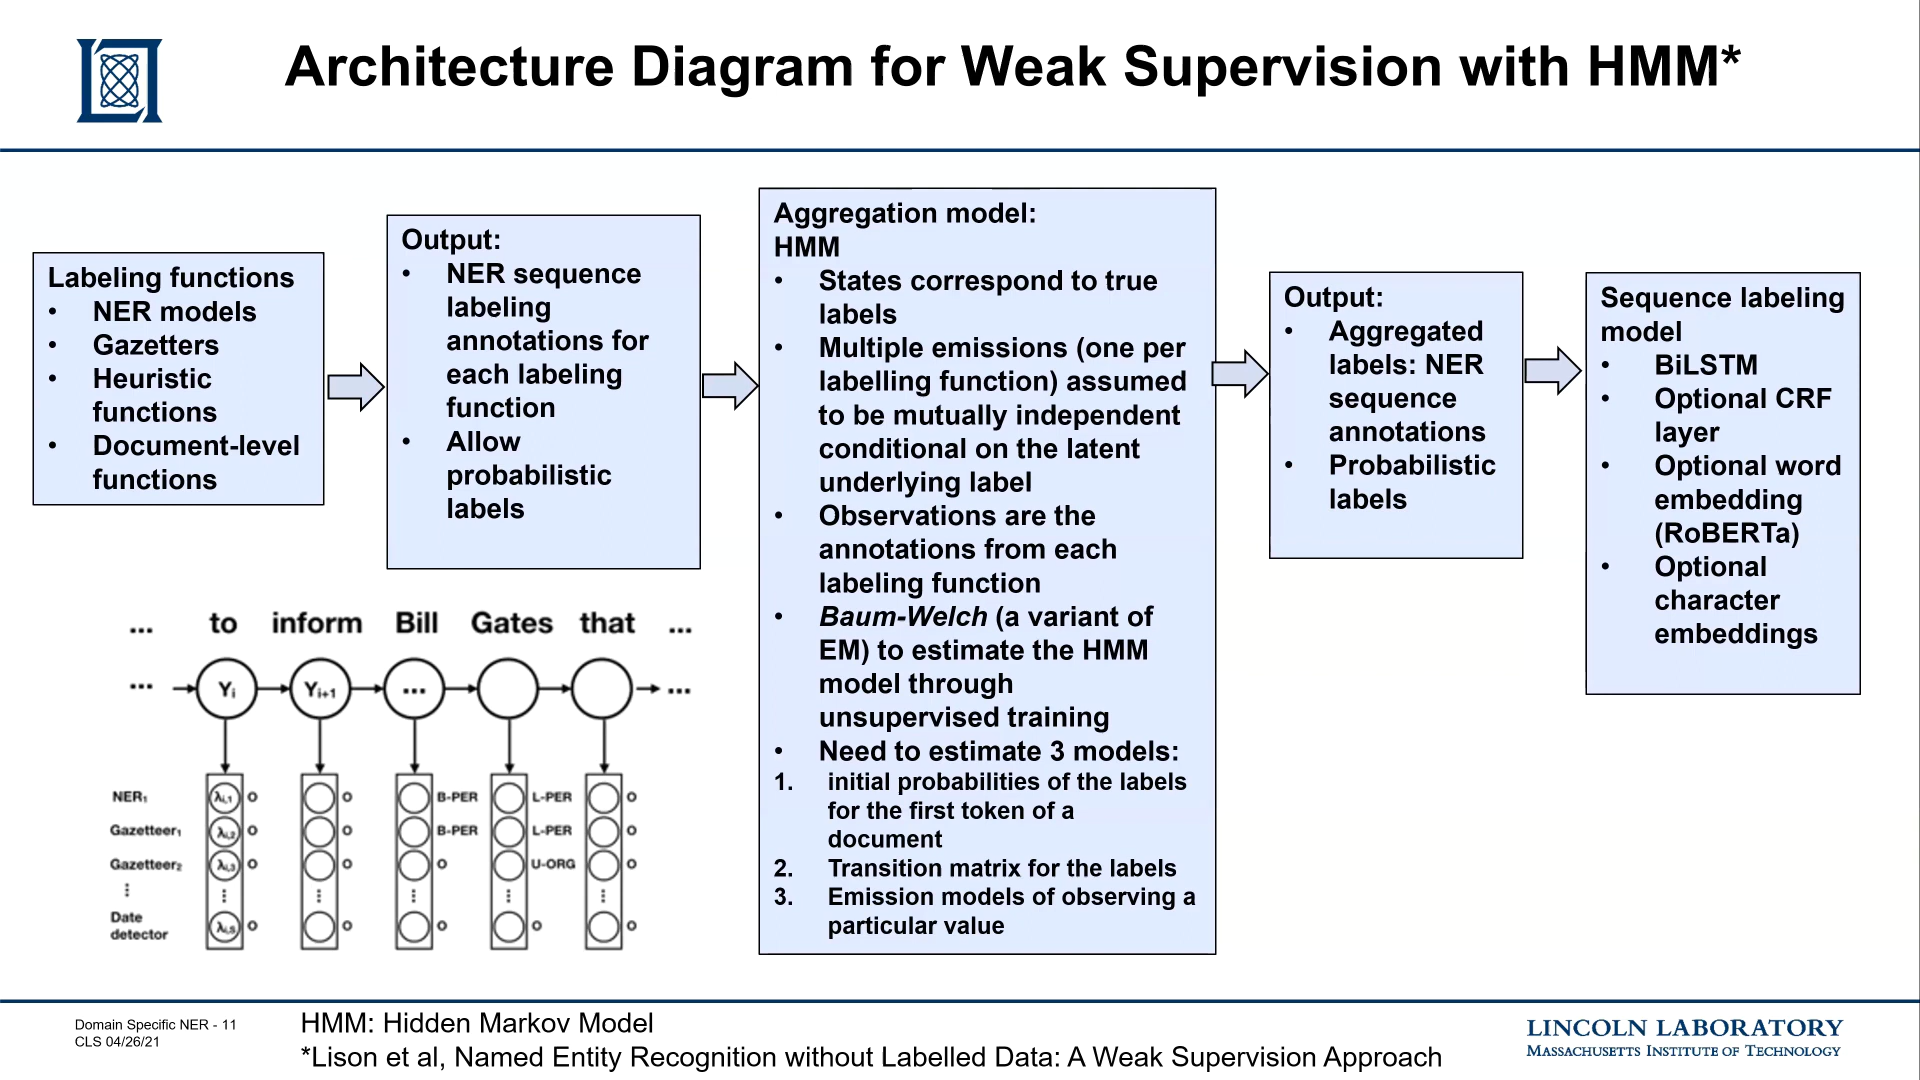 Architecture Diagram for Weak Supervision with HMM*
Labeling functions
• NER models
• Gazetters
• Heuristic
functions
• Document-level
functions
Output:
• NER sequence
labeling
annotations for
each labeling
function
• Allow
probabilistic
labels
Aggregation model:
HMM
• States correspond to true
labels
• Multiple emissions (one per
labelling function) assumed
to be mutually independent
conditional on the latent
underlying label
• Observations are the
annotations from each
labeling function
• Baum-Welch (a variant of
EM) to estimate the HMM
model through
unsupervised training
• Need to estimate 3 models:
1. initial probabilities of the labels
for the first token of a
document
2. Transition matrix for the labels
3. Emission models of observing a
particular value
Output:
• Aggregated
labels: NER
sequence
annotations
• Probabilistic
labels
Sequence labeling
model
• BiLSTM
• Optional CRF
layer
• Optional word
embedding
(RoBERTa)
• Optional
character
embeddings
... to inform Bill Gates that ...
... Yi Yi+1 ... ...
NER1 λi,1 O O B-PER L-PER O
Gazetteer1 λi,2 O O B-PER L-PER O
Gazetteer2 λi,3 O O O U-ORG O
⋮ ⋮ ⋮ ⋮ ⋮ ⋮
Date
detector λi,S O O O O O
Domain Specific NER - 11
CLS 04/26/21
HMM: Hidden Markov Model
*Lison et al, Named Entity Recognition without Labelled Data: A Weak Supervision Approach
LINCOLN LABORATORY
MASSACHUSETTS INSTITUTE OF TECHNOLOGY